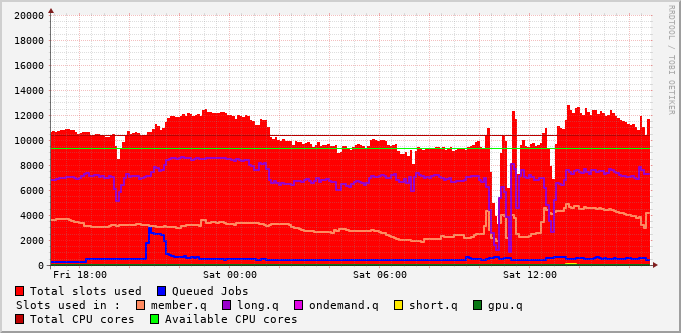 RRDTOOL / TOBI OETIKER
20000
18000
16000
14000
12000
10000
8000
6000
4000
2000
0
Fri 18:00 Sat 00:00 Sat 06:00 Sat 12:00
Total slots used Queued Jobs
Slots used in : member.q long.q ondemand.q short.q gpu.q
Total CPU cores Available CPU cores